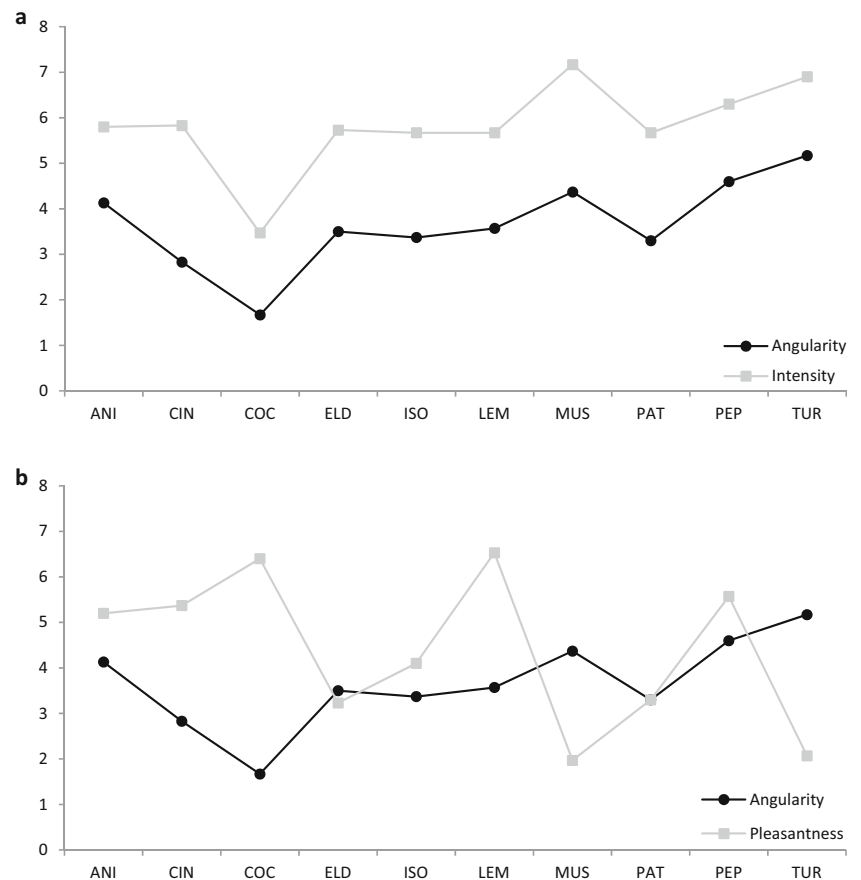 a
8
7
6
5
4
3
2
1
0
Angularity
Intensity
ANI CIN COC ELD ISO LEM MUS PAT PEP TUR
b
8
7
6
5
4
3
2
1
0
Angularity
Pleasantness
ANI CIN COC ELD ISO LEM MUS PAT PEP TUR